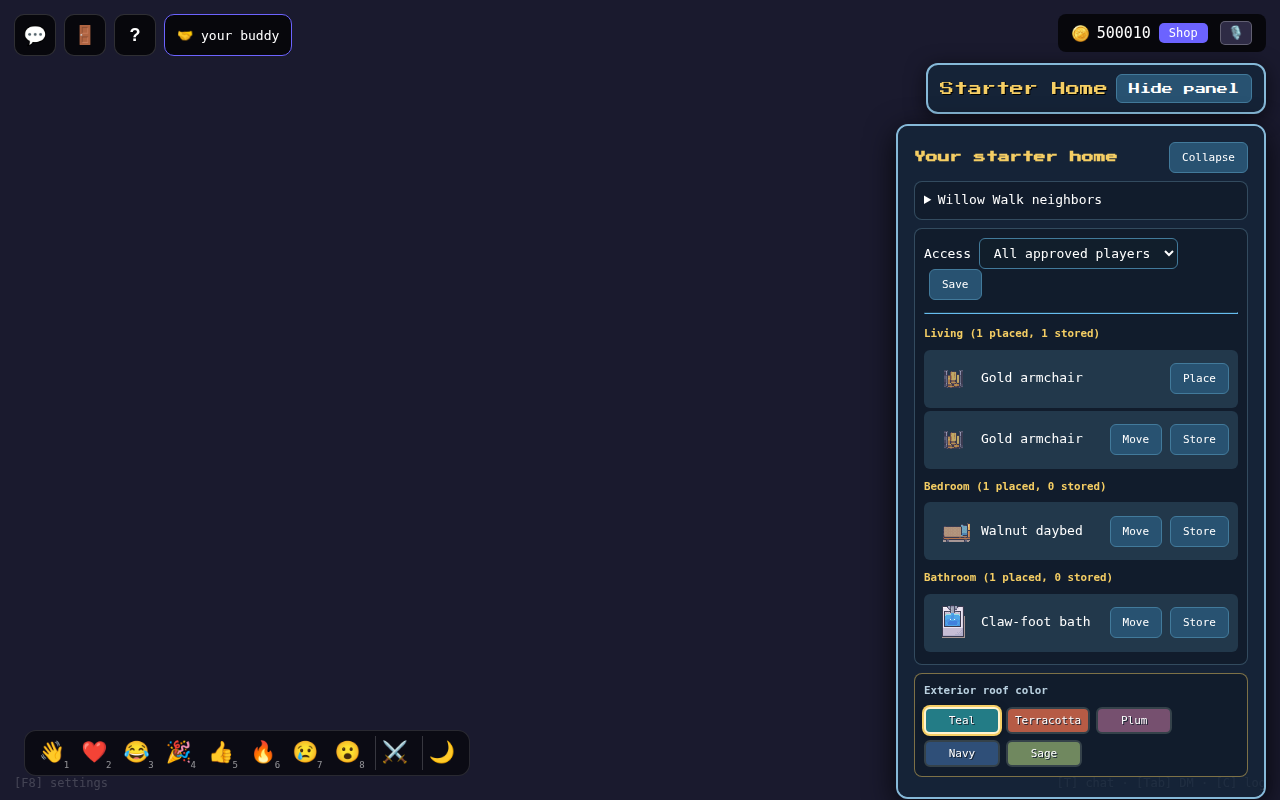 ? your buddy
500010 Shop
Starter Home Hide panel
Your starter home Collapse
Willow Walk neighbors
Access All approved players
Save
Living (1 placed, 1 stored)
Gold armchair Place
Gold armchair Move Store
Bedroom (1 placed, 0 stored)
Walnut daybed Move Store
Bathroom (1 placed, 0 stored)
Claw-foot bath Move Store
Exterior roof color
Teal Terracotta Plum
Navy Sage
1 2 3 4 5 6 7 8
[F8] settings
[T] chat · [Tab] DM · [C]